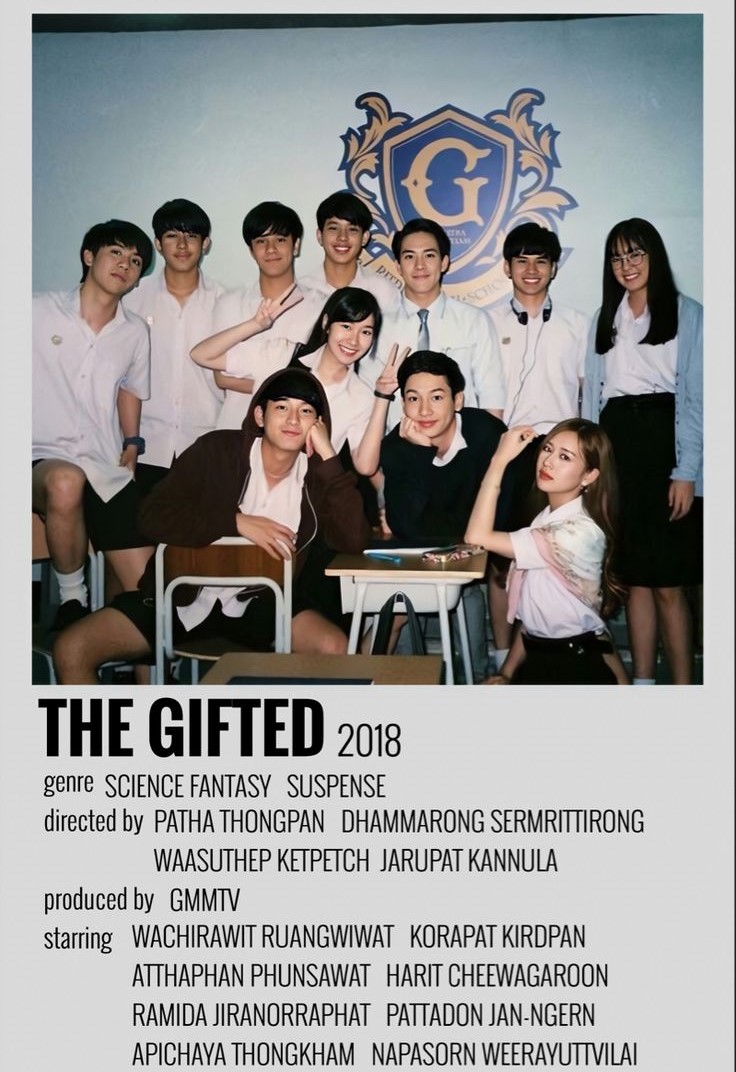 G
THE GIFTED 2018
genre SCIENCE FANTASY SUSPENSE
directed by PATHA THONGPAN DHAMMARONG SERMRITTIRONG
WAASUTHEP KETPETCH JARUPAT KANNULA
produced by GMMTV
starring WACHIRAWIT RUANGWIWAT KORAPAT KIRDPAN
ATTHAPHAN PHUNSAWAT HARIT CHEEWAGAROON
RAMIDA JIRANORRAPHAT PATTADON JAN-NGERN
APICHAYA THONGKHAM NAPASORN WEERAYUTTVILAI